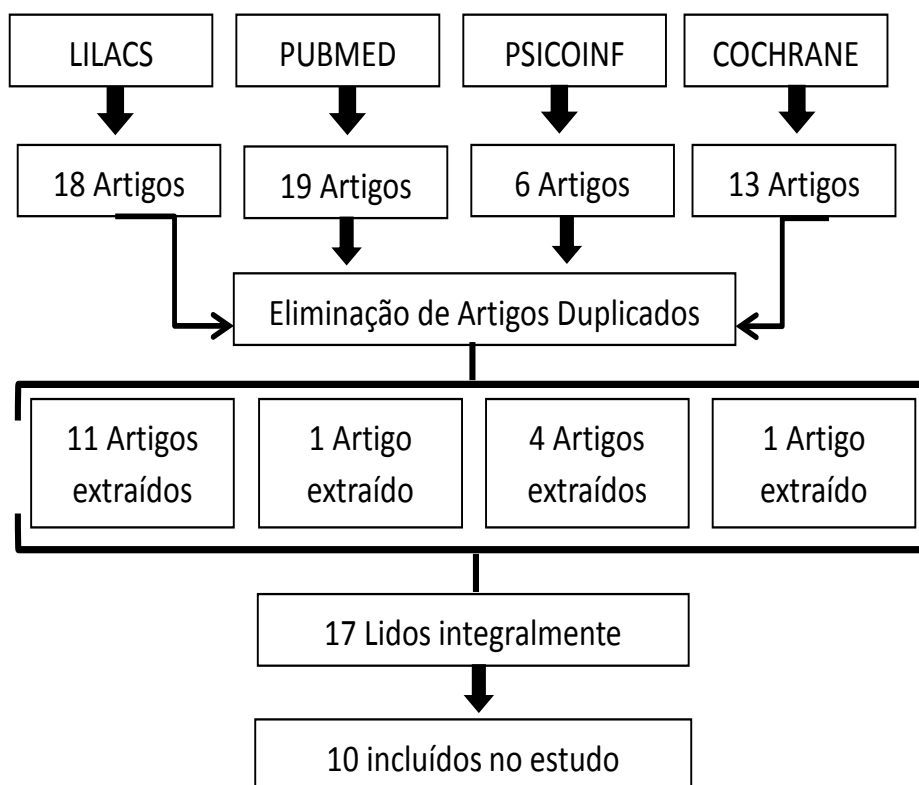 LILACS
PUBMED
PSICOINF
COCHRANE
18 Artigos
19 Artigos
6 Artigos
13 Artigos
Eliminação de Artigos Duplicados
11 Artigos
extraídos
1 Artigo
extraído
4 Artigos
extraídos
1 Artigo
extraído
17 Lidos integralmente
10 incluídos no estudo